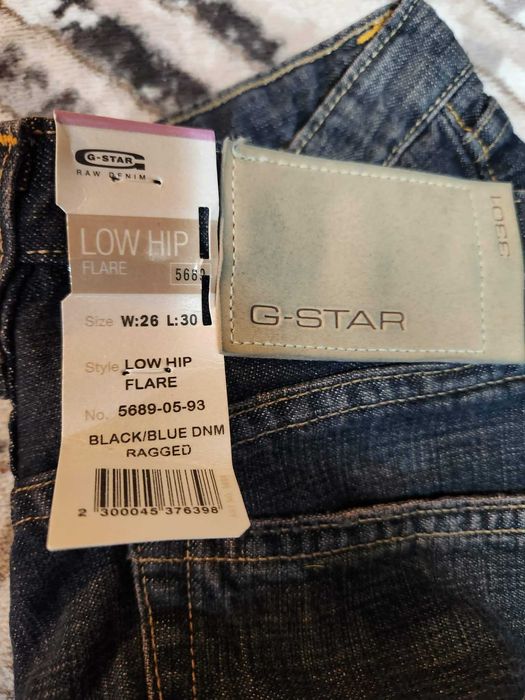 G-STAR
RAW DENIM
LOW HIP
FLARE
5689
Size W:26 L:30
Style LOW HIP
FLARE
No. 5689-05-93
BLACK/BLUE DNM
RAGGED
2 300045 376398
G-STAR
3301